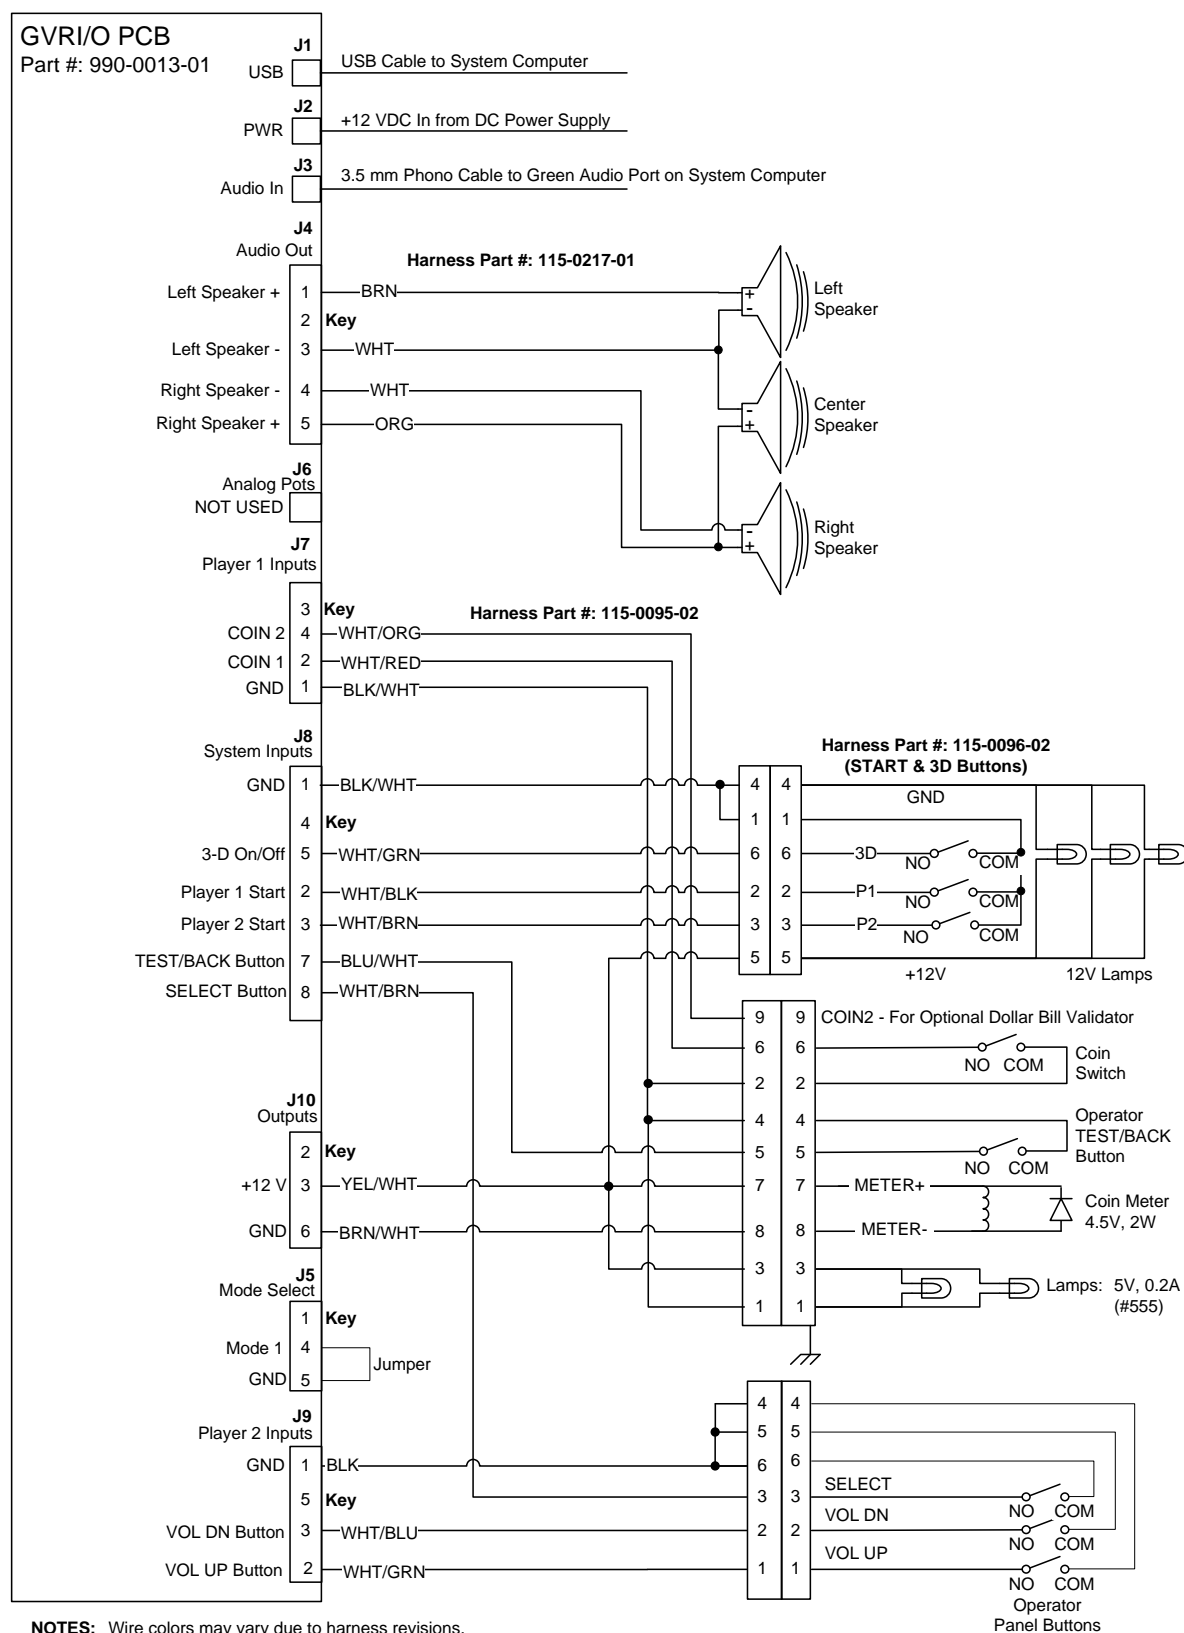 GVRI/O PCB
Part #: 990-0013-01
J1
USB
USB Cable to System Computer
J2
PWR
+12 VDC In from DC Power Supply
J3
Audio In
3.5 mm Phono Cable to Green Audio Port on System Computer
J4
Audio Out
Harness Part #: 115-0217-01
Left Speaker + 1 BRN
2 Key
Left Speaker - 3 WHT
Right Speaker - 4 WHT
Right Speaker + 5 ORG
+
-
Left
Speaker
-
+
Center
Speaker
-
+
Right
Speaker
J6
Analog Pots
NOT USED
J7
Player 1 Inputs
Harness Part #: 115-0095-02
3 Key
COIN 2 4 WHT/ORG
COIN 1 2 WHT/RED
GND 1 BLK/WHT
J8
System Inputs
Harness Part #: 115-0096-02
(START & 3D Buttons)
GND 1 BLK/WHT 4 4
GND
4 Key 1 1
3-D On/Off 5 WHT/GRN 6 6 3D NO COM
Player 1 Start 2 WHT/BLK 2 2 P1 NO COM
Player 2 Start 3 WHT/BRN 3 3 P2 NO COM
TEST/BACK Button 7 BLU/WHT 5 5
+12V 12V Lamps
SELECT Button 8 WHT/BRN
9 9 COIN2 - For Optional Dollar Bill Validator
6 6 NO COM
Coin
Switch
2 2
J10
Outputs
4 4
Operator
TEST/BACK
Button
2 Key 5 5 NO COM
+12 V 3 YEL/WHT 7 7 METER+
Coin Meter
4.5V, 2W
GND 6 BRN/WHT 8 8 METER-
3 3
Lamps: 5V, 0.2A
(#555)
1 1
J5
Mode Select
1 Key
Mode 1 4
Jumper
GND 5
J9
Player 2 Inputs
4 4
5 5
GND 1 BLK 6 6
5 Key 3 3 SELECT NO COM
VOL DN Button 3 WHT/BLU 2 2 VOL DN NO COM
VOL UP Button 2 WHT/GRN 1 1 VOL UP NO COM
Operator
Panel Buttons
NOTES: Wire colors may vary due to harness revisions.